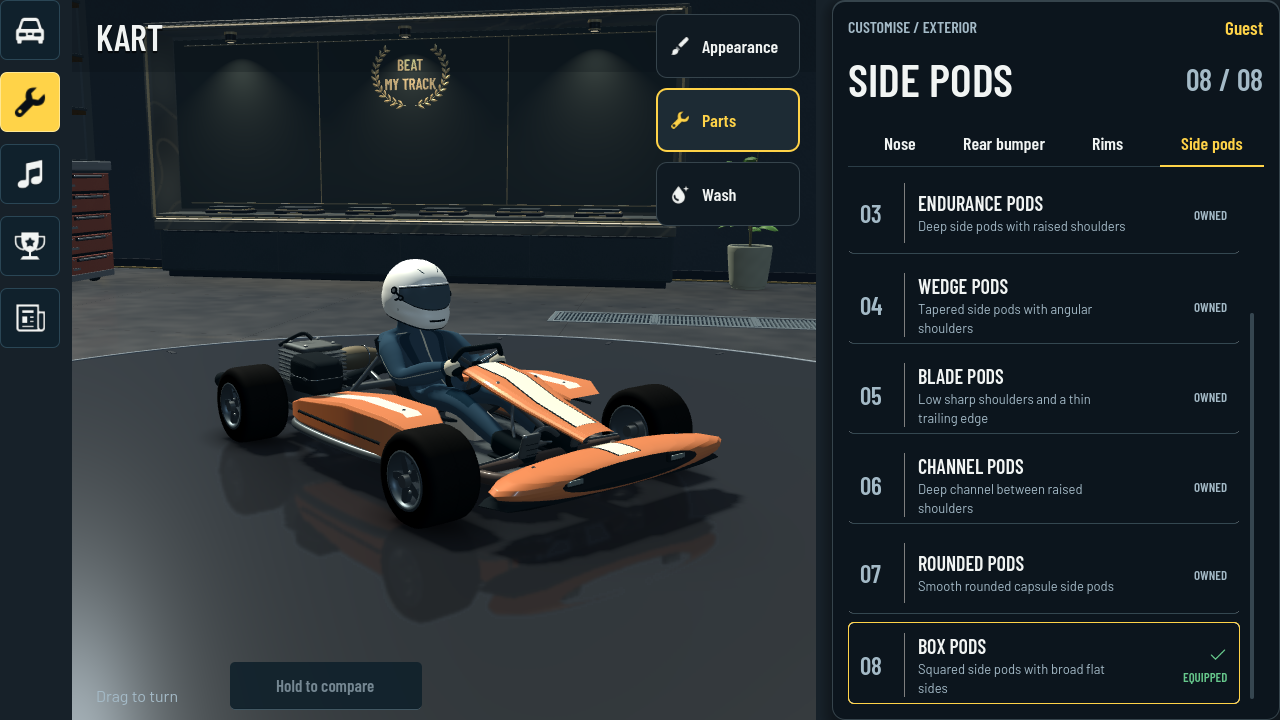 KART
BEAT
MY TRACK
Appearance
Parts
Wash
Drag to turn
Hold to compare
CUSTOMISE / EXTERIOR
Guest
SIDE PODS
08 / 08
Nose
Rear bumper
Rims
Side pods
03
ENDURANCE PODS
Deep side pods with raised shoulders
OWNED
04
WEDGE PODS
Tapered side pods with angular
shoulders
OWNED
05
BLADE PODS
Low sharp shoulders and a thin
trailing edge
OWNED
06
CHANNEL PODS
Deep channel between raised
shoulders
OWNED
07
ROUNDED PODS
Smooth rounded capsule side pods
OWNED
08
BOX PODS
Squared side pods with broad flat
sides
EQUIPPED